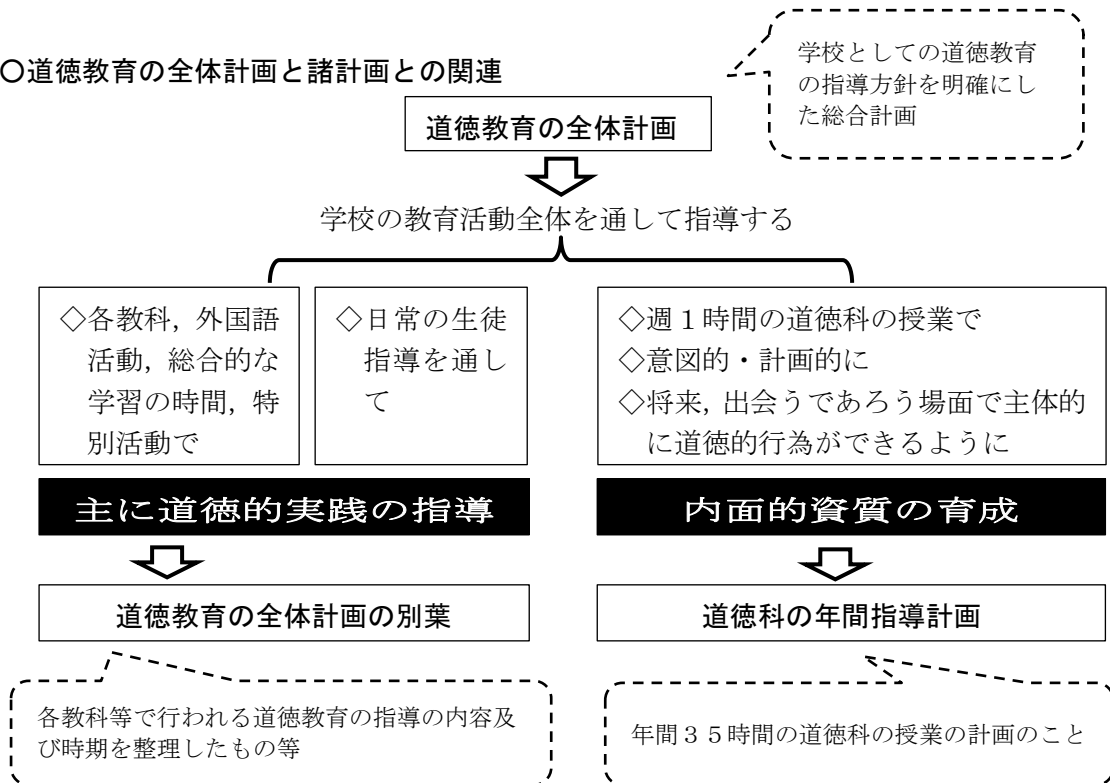 〇道徳教育の全体計画と諸計画との関連
学校としての道徳教育
の指導方針を明確にし
た総合計画
道徳教育の全体計画
学校の教育活動全体を通して指導する
◇各教科，外国語
活動，総合的な
学習の時間，特
別活動で
◇日常の生徒
指導を通し
て
◇週１時間の道徳科の授業で
◇意図的・計画的に
◇将来，出会うであろう場面で主体的
に道徳的行為ができるように
主に道徳的実践の指導
内面的資質の育成
道徳教育の全体計画の別葉
道徳科の年間指導計画
各教科等で行われる道徳教育の指導の内容及
び時期を整理したもの等
年間３５時間の道徳科の授業の計画のこと